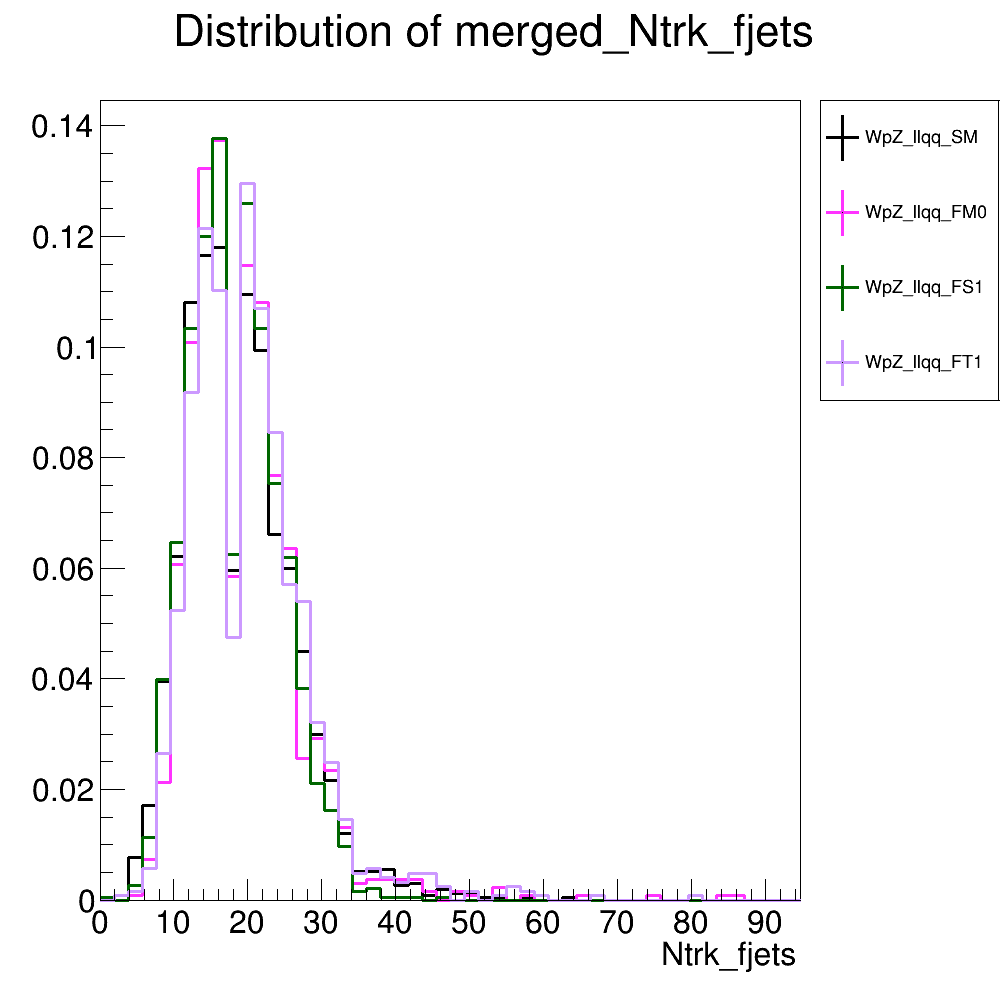 Distribution of merged_Ntrk_fjets
0.14
0.12
0.1
0.08
0.06
0.04
0.02
0
0 10 20 30 40 50 60 70 80 90
Ntrk_fjets
WpZ_llqq_SM
WpZ_llqq_FM0
WpZ_llqq_FS1
WpZ_llqq_FT1